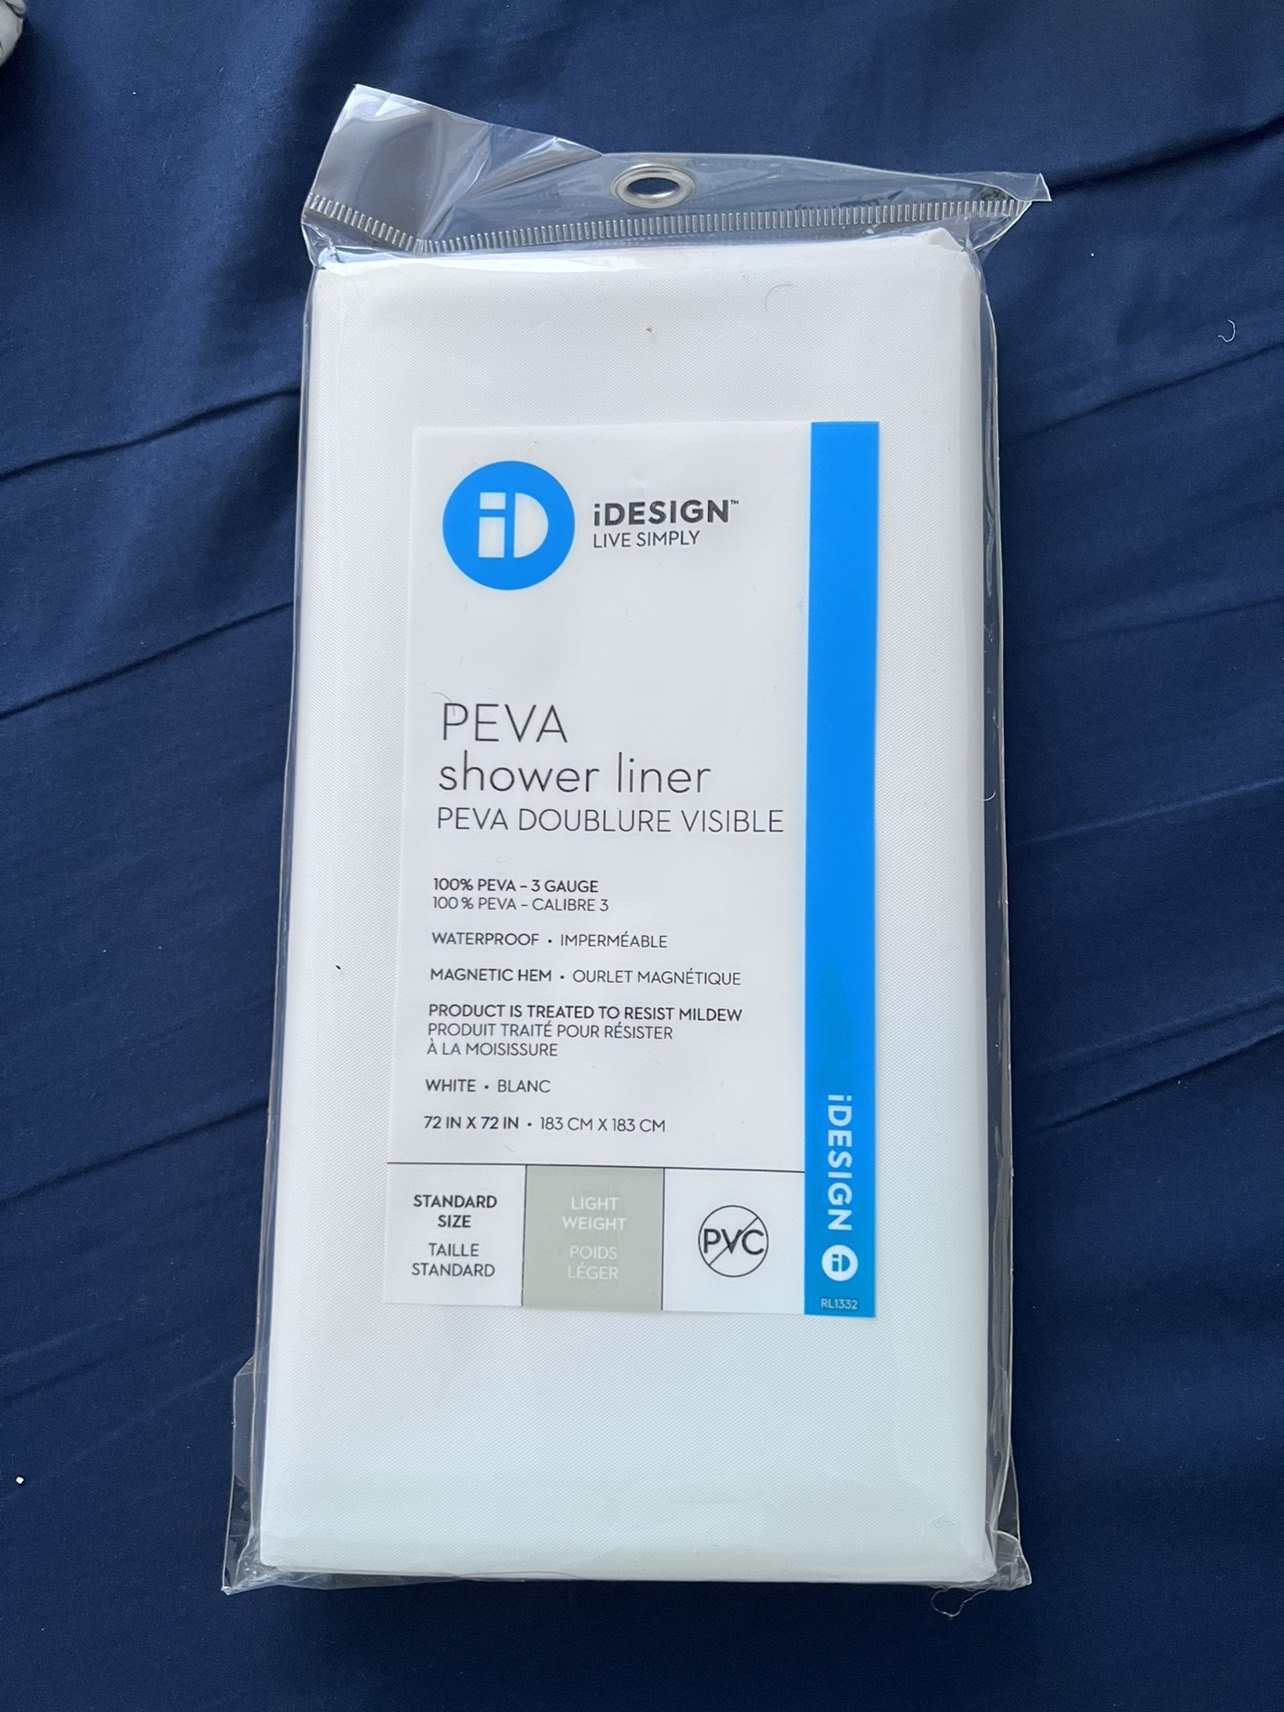 iD
iDESIGN™
LIVE SIMPLY
PEVA
shower liner
PEVA DOUBLURE VISIBLE
100% PEVA – 3 GAUGE
100 % PEVA – CALIBRE 3
WATERPROOF • IMPERMÉABLE
MAGNETIC HEM • OURLET MAGNÉTIQUE
PRODUCT IS TREATED TO RESIST MILDEW
PRODUIT TRAITÉ POUR RÉSISTER
À LA MOISISSURE
WHITE • BLANC
72 IN X 72 IN • 183 CM X 183 CM
STANDARD
SIZE
TAILLE
STANDARD
LIGHT
WEIGHT
POIDS
LÉGER
PVC
iDESIGN iD
RL1332